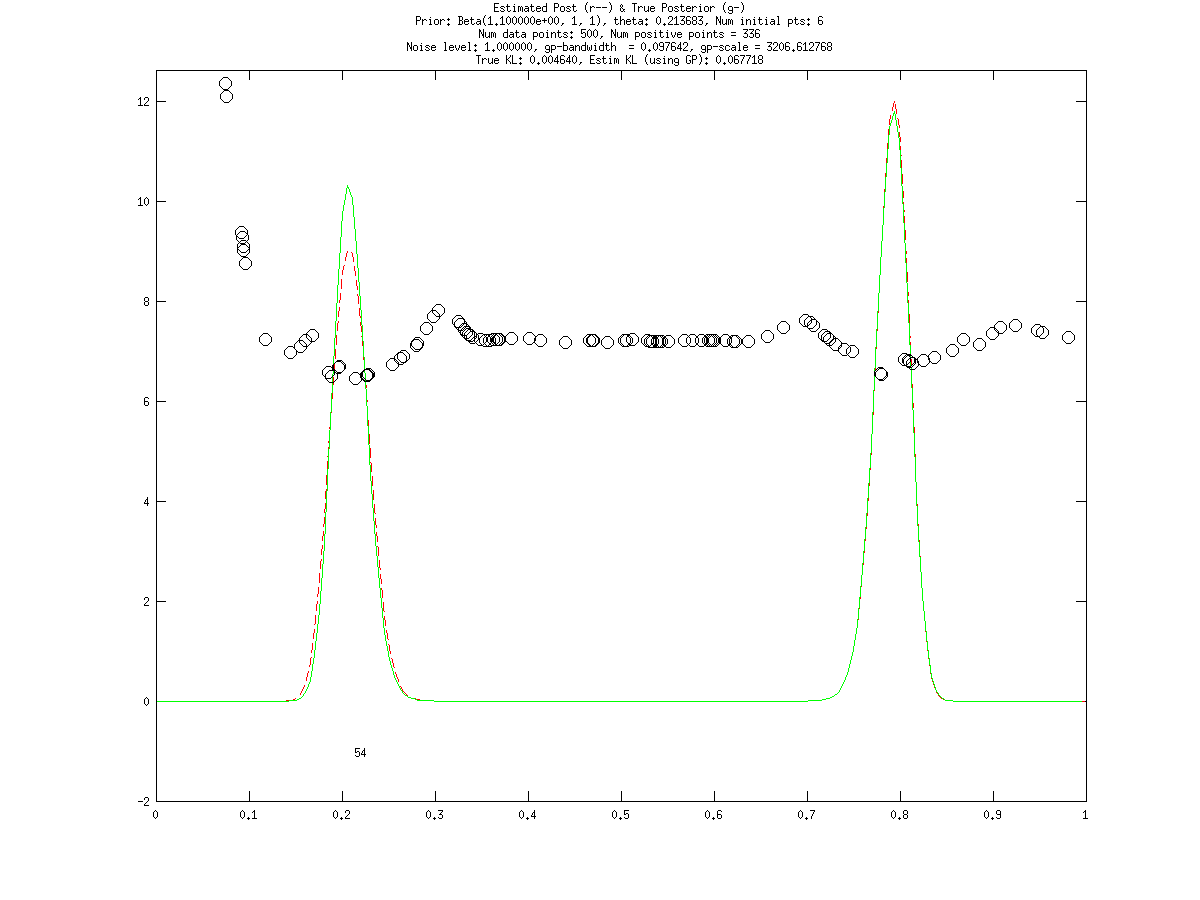 Estimated Post (r--) & True Posterior (g-)
Prior: Beta(1.100000e+00, 1, 1), theta: 0.213683, Num initial pts: 6
Num data points: 500, Num positive points = 336
Noise level: 1.000000, gp-bandwidth  = 0.097642, gp-scale = 3206.612768
True KL: 0.004640, Estim KL (using GP): 0.067718
12
10
8
6
4
2
0
54
-2
0 0.1 0.2 0.3 0.4 0.5 0.6 0.7 0.8 0.9 1